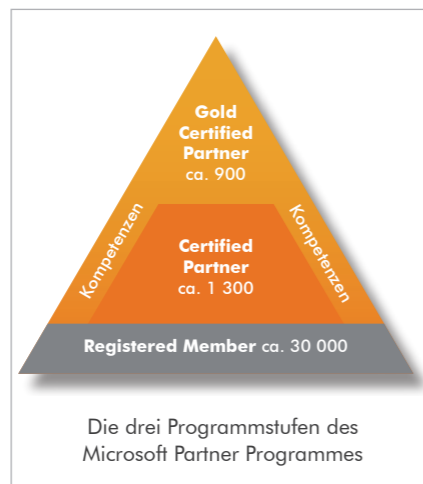 Gold
Certified
Partner
ca. 900
Kompetenzen
Kompetenzen
Certified
Partner
ca. 1 300
Registered Member ca. 30 000
Die drei Programmstufen des
Microsoft Partner Programmes